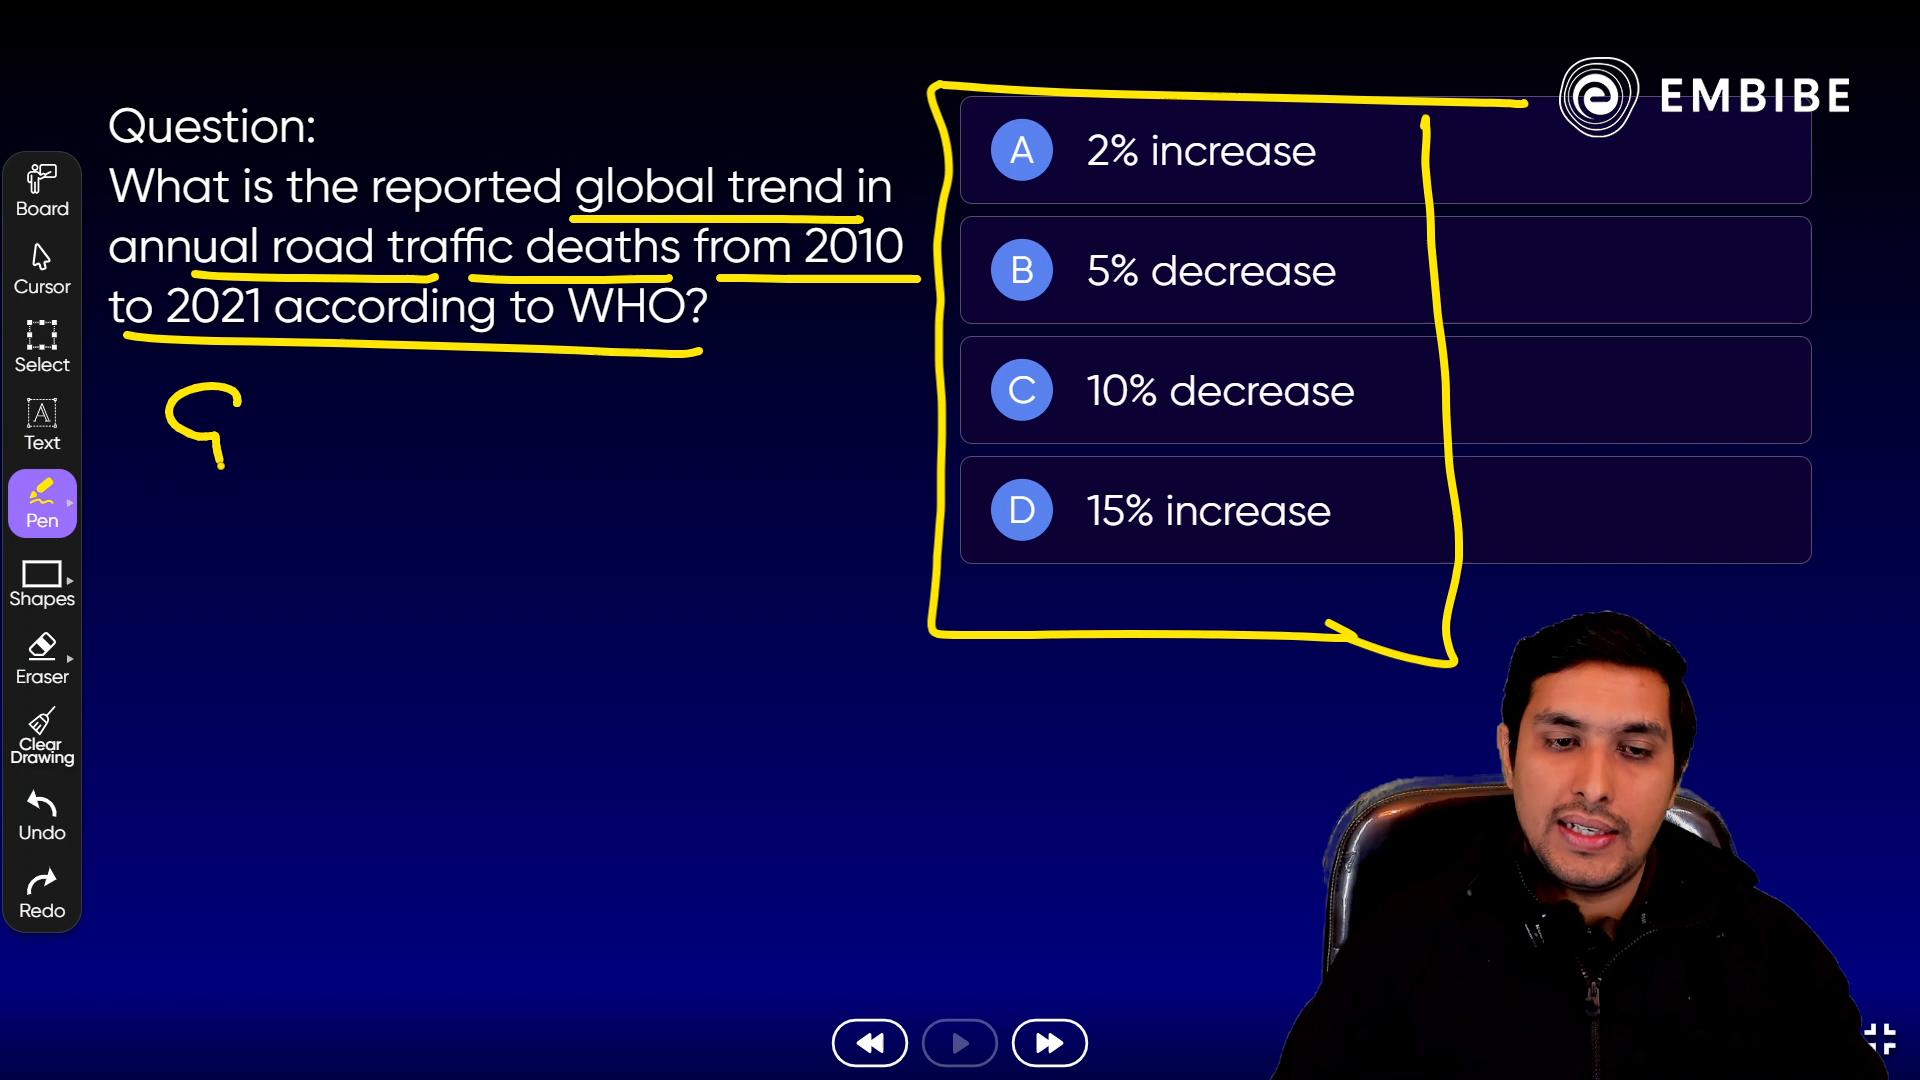 EMBIBE
Question:
What is the reported global trend in
annual road traffic deaths from 2010
to 2021 according to WHO?
A 2% increase
B 5% decrease
C 10% decrease
D 15% increase
Board
Cursor
Select
A
Text
Pen
Shapes
Eraser
Clear
Drawing
Undo
Redo